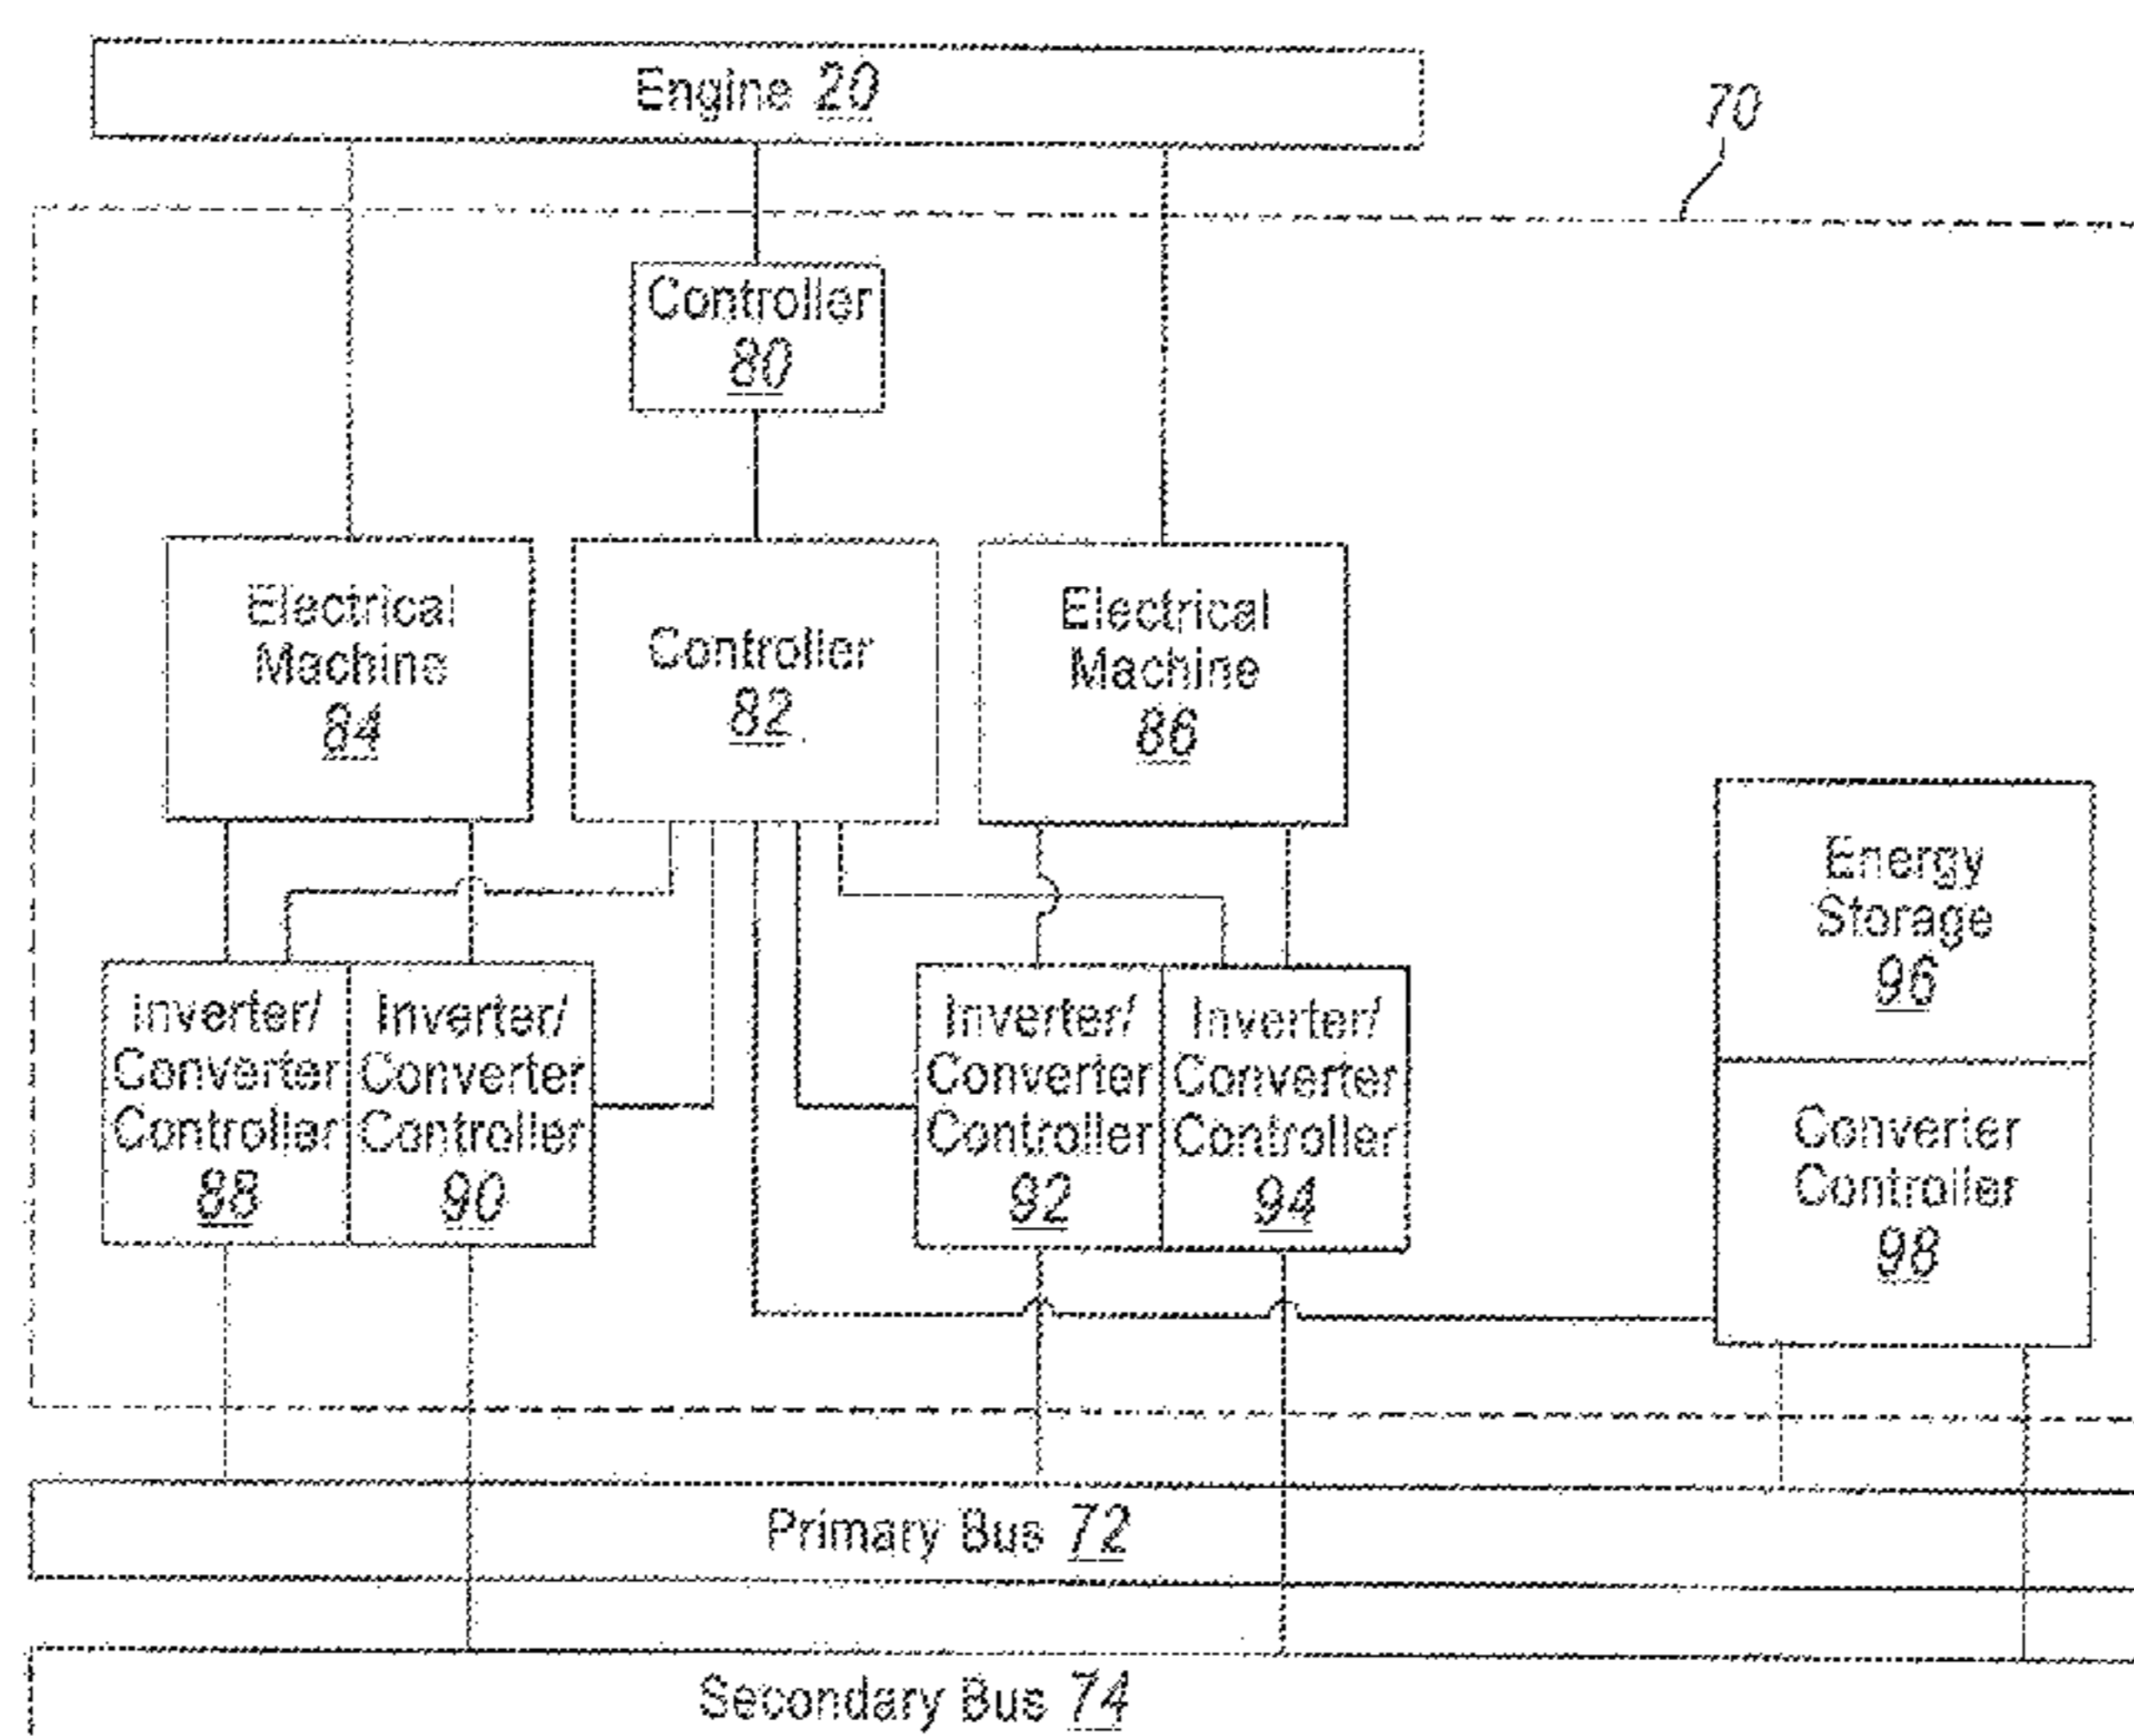 Engine 20
70
Controller
80
Electrical
Machine
84
Controller
82
Electrical
Machine
86
Energy
Storage
96
Inverter/
Converter
Controller
88
Inverter/
Converter
Controller
90
Inverter/
Converter
Controller
92
Inverter/
Converter
Controller
94
Converter
Controller
98
Primary Bus 72
Secondary Bus 74